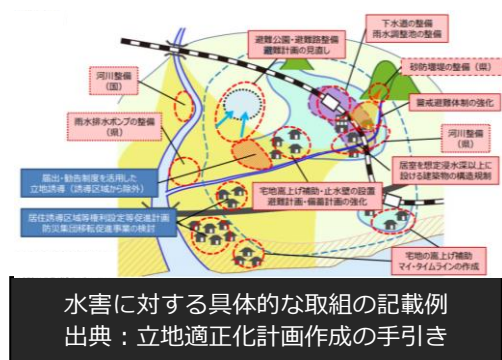 避難公園・避難路整備
避難計画の見直し
下水道の整備
雨水調整池の整備
砂防堰堤の整備(県)
河川整備
(国)
警戒避難体制の強化
雨水排水ポンプの整備
(県)
河川整備
(県)
届出・勧告制度を活用した
立地誘導(誘導区域から除外)
宅地嵩上げ補助・止水壁の設置
避難計画・備蓄計画の強化
居室を想定浸水深以上に
設ける建築物の構造規制
居住誘導区域等権利設定等促進計画
防災集団移転促進事業の検討
宅地の嵩上げ補助
マイ・タイムラインの作成
水害に対する具体的な取組の記載例
出典:立地適正化計画作成の手引き